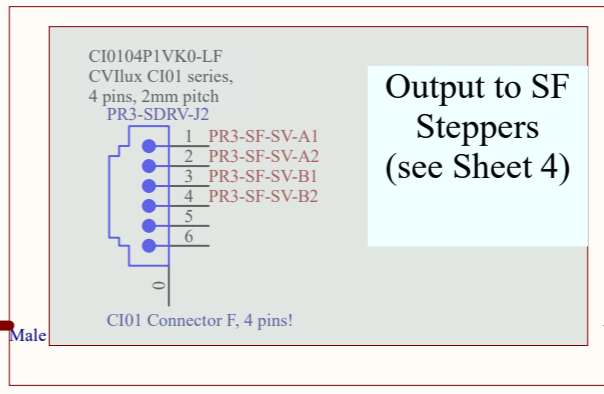 CI0104P1VK0-LF
CVIlux CI01 series,
4 pins, 2mm pitch
PR3-SDRV-J2
1 PR3-SF-SV-A1
2 PR3-SF-SV-A2
3 PR3-SF-SV-B1
4 PR3-SF-SV-B2
5
6
0
CI01 Connector F, 4 pins!
Output to SF
Steppers
(see Sheet 4)
Male